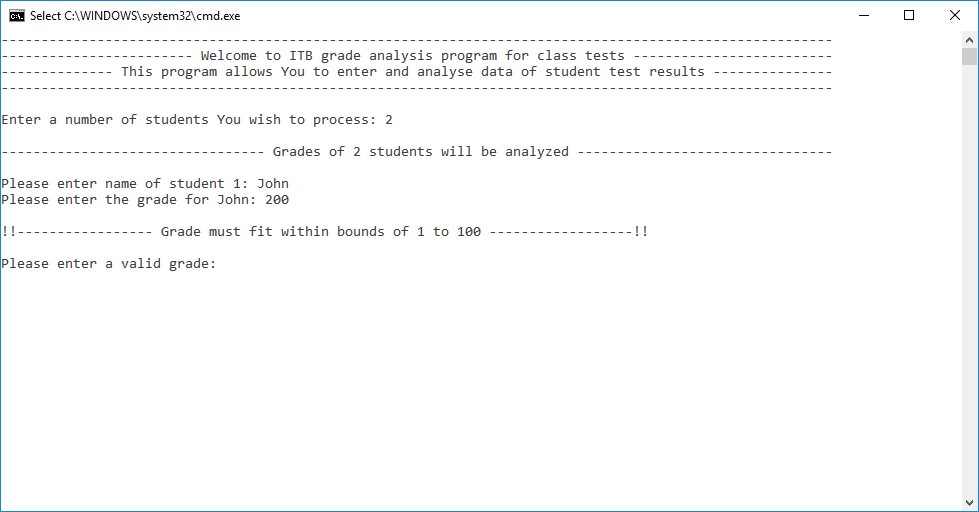 Select C:\WINDOWS\system32\cmd.exe
--------------------------------------------------------------------------------------------------------
------------------------ Welcome to ITB grade analysis program for class tests -------------------------
-------------- This program allows You to enter and analyse data of student test results ---------------
--------------------------------------------------------------------------------------------------------
Enter a number of students You wish to process: 2
--------------------------------- Grades of 2 students will be analyzed --------------------------------
Please enter name of student 1: John
Please enter the grade for John: 200
!!----------------- Grade must fit within bounds of 1 to 100 ------------------!!
Please enter a valid grade: